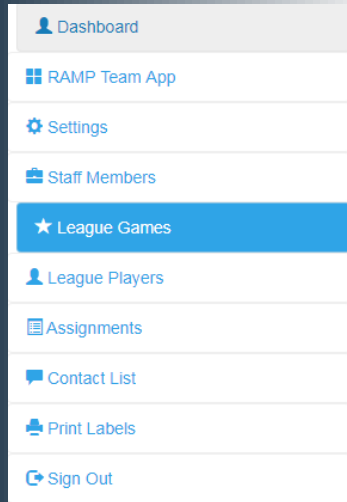 Dashboard
RAMP Team App
Settings
Staff Members
League Games
League Players
Assignments
Contact List
Print Labels
Sign Out